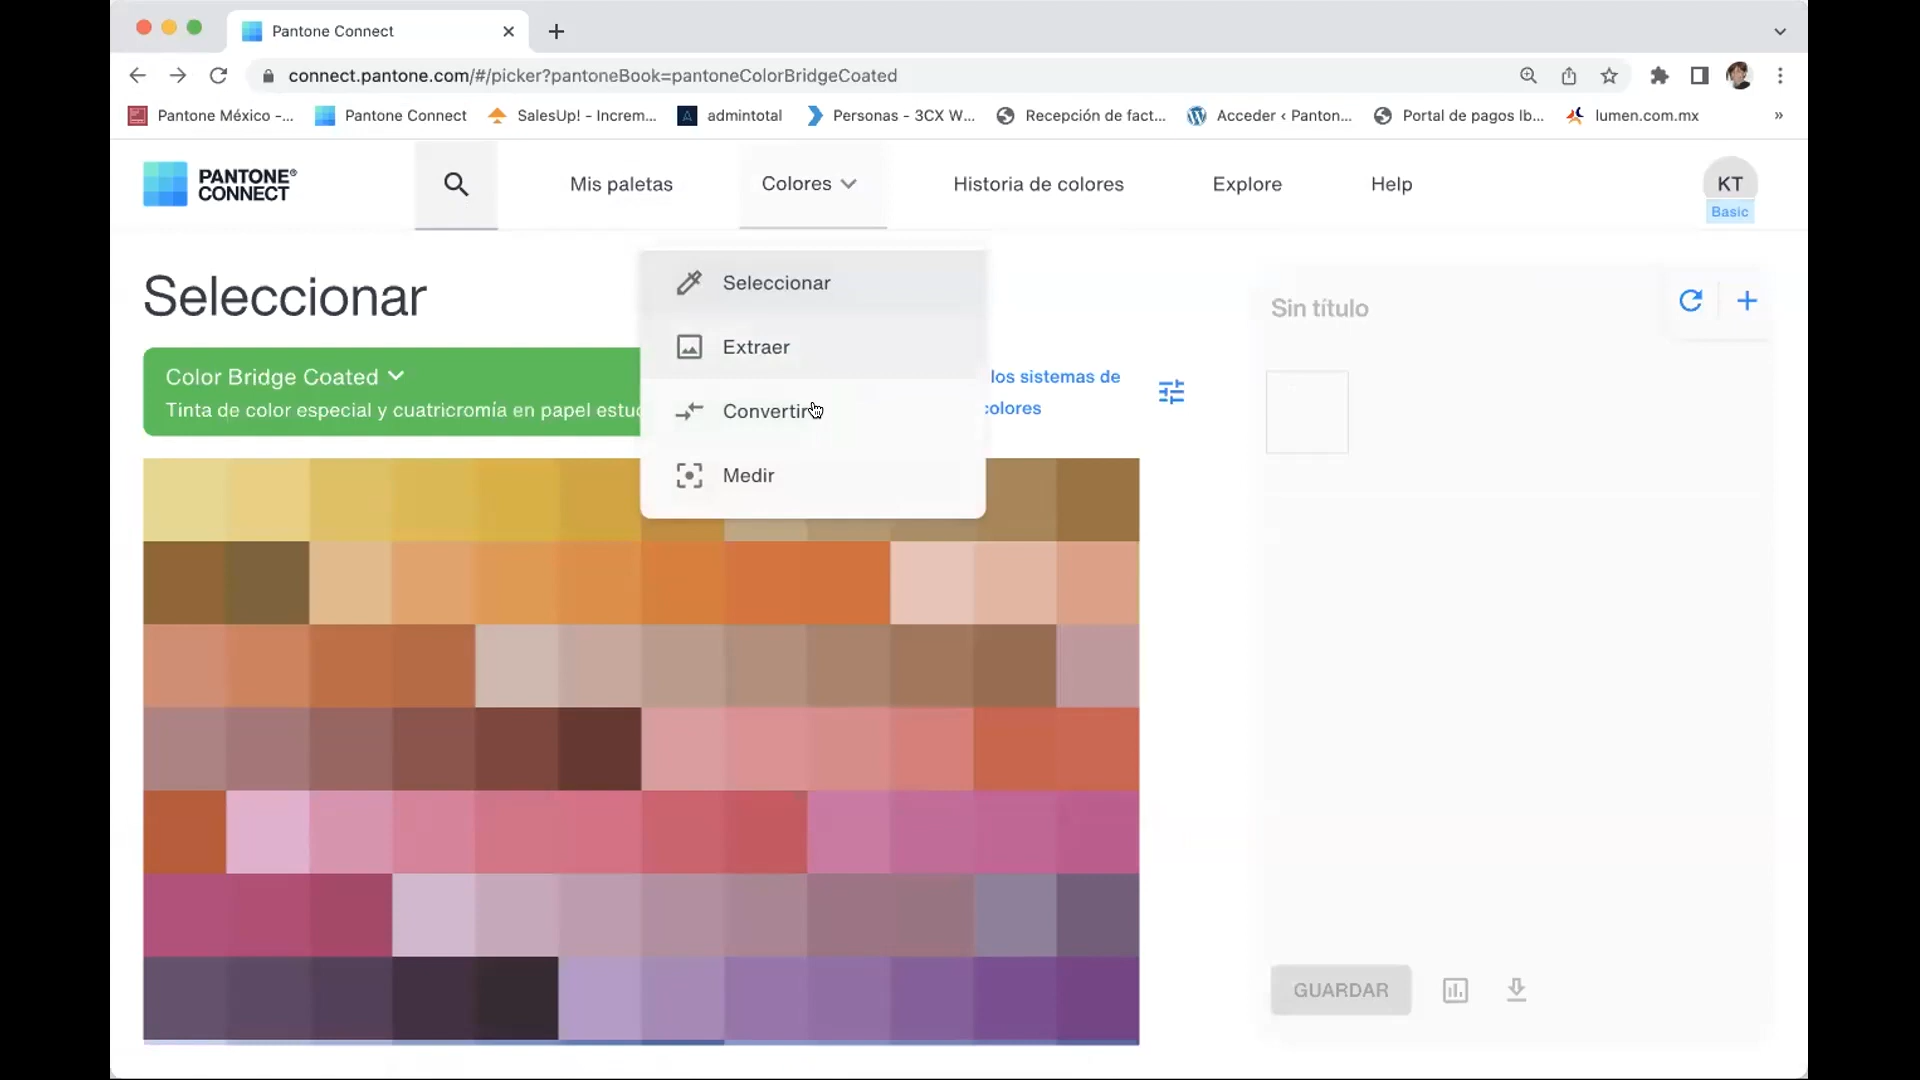 Pantone Connect
connect.pantone.com/#/picker?pantoneBook=pantoneColorBridgeCoated
Pantone México -...
Pantone Connect
SalesUp! - Increm...
admintotal
Personas - 3CX W...
Recepción de fact...
Acceder ‹ Panton...
Portal de pagos Ib...
lumen.com.mx
»
PANTONE®
CONNECT
Mis paletas
Colores
Historia de colores
Explore
Help
KT
Basic
Seleccionar
Color Bridge Coated
Tinta de color especial y cuatricromía en papel estuc
Seleccionar
Extraer
Convertir
Medir
los sistemas de
colores
Sin título
GUARDAR